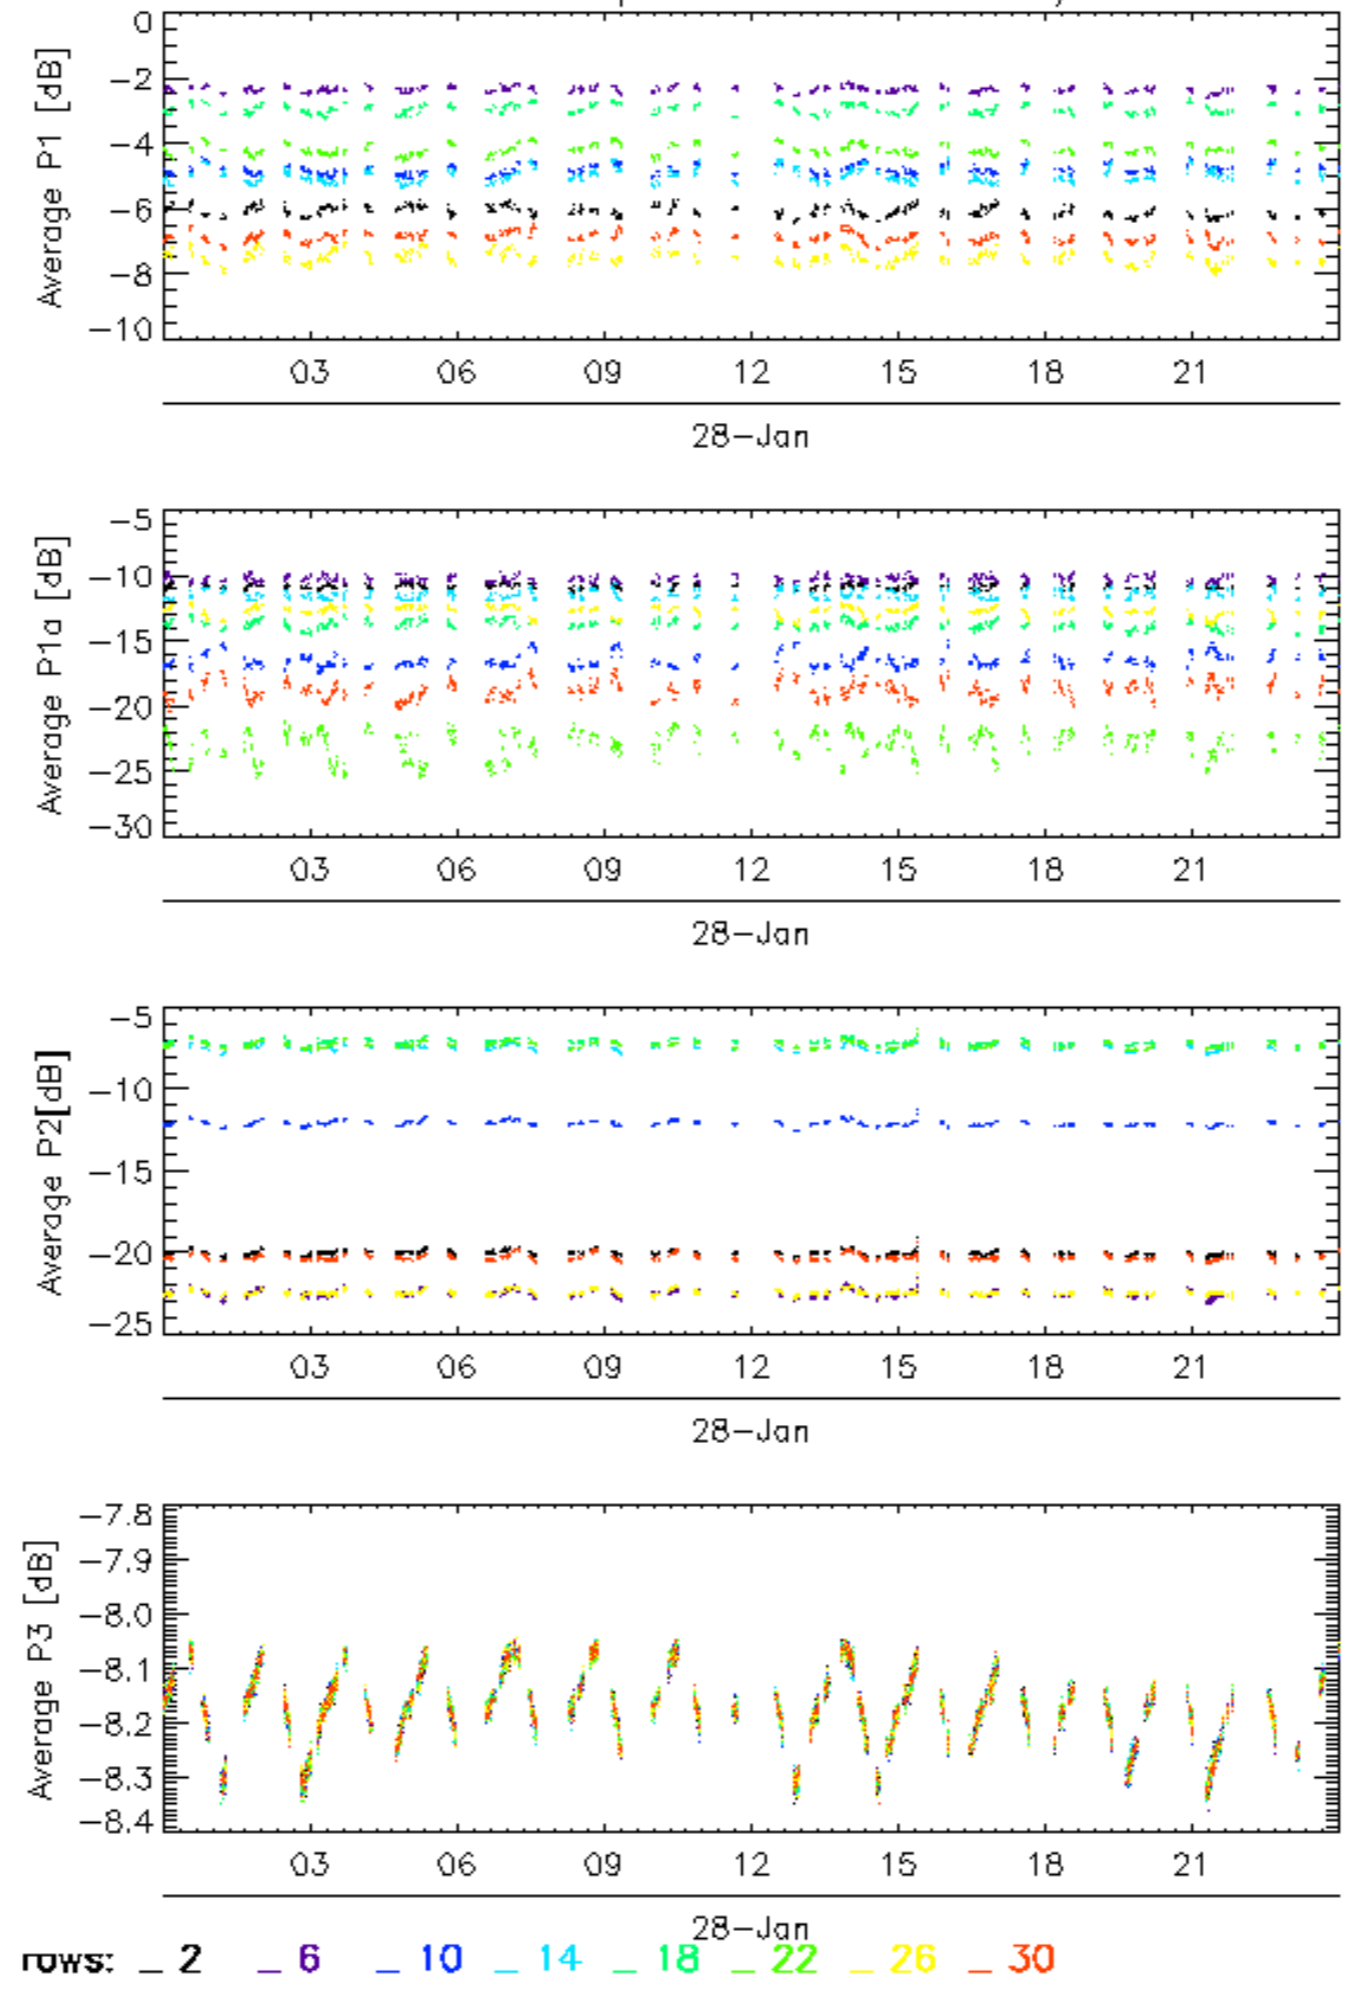 0
−2
−4
−6
−8
−10
Average P1 [dB]
03 06 09 12 15 18 21
28−Jan
−5
−10
−15
−20
−25
−30
Average P1a [dB]
03 06 09 12 15 18 21
28−Jan
−5
−10
−15
−20
−25
Average P2[dB]
03 06 09 12 15 18 21
28−Jan
−7.8
−7.9
−8.0
−8.1
−8.2
−8.3
−8.4
Average P3 [dB]
03 06 09 12 15 18 21
28−Jan
rows: _ 2 _ 6 _ 10 _ 14 _ 18 _ 22 _ 26 _ 30